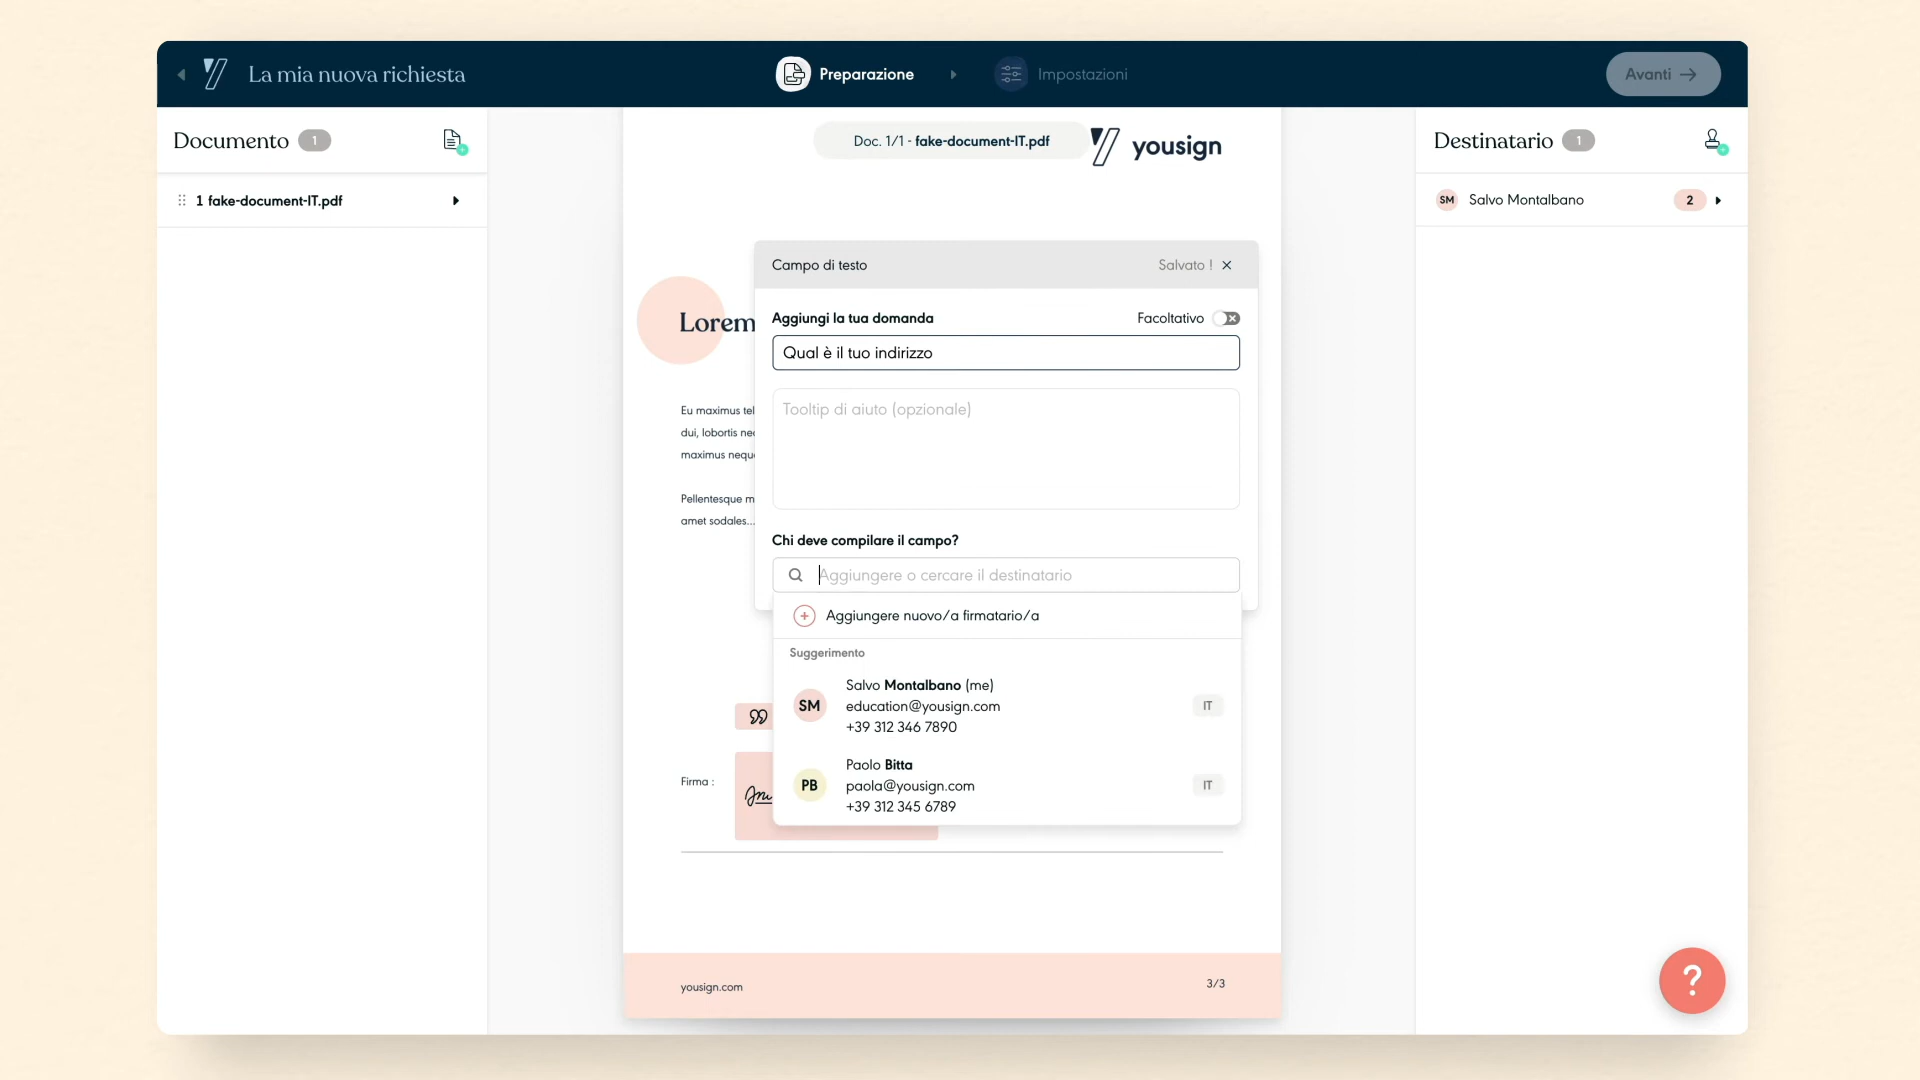 La mia nuova richiesta
Preparazione
Impostazioni
Avanti
Documento 1
1 fake-document-IT.pdf
Doc. 1/1 - fake-document-IT.pdf
yousign
Destinatario 1
SM Salvo Montalbano 2
Campo di testo
Salvato !
Lorem
Aggiungi la tua domanda
Facoltativo
Qual è il tuo indirizzo
Tooltip di aiuto (opzionale)
Eu maximus tel
dui, lobortis nec
maximus nequ
Pellentesque m
amet sodales...
Chi deve compilare il campo?
Aggiungere o cercare il destinatario
Aggiungere nuovo/a firmatario/a
Suggerimento
SM
Salvo Montalbano (me)
education@yousign.com
+39 312 346 7890
IT
PB
Paolo Bitta
paola@yousign.com
+39 312 345 6789
IT
Firma :
yousign.com
3/3
?